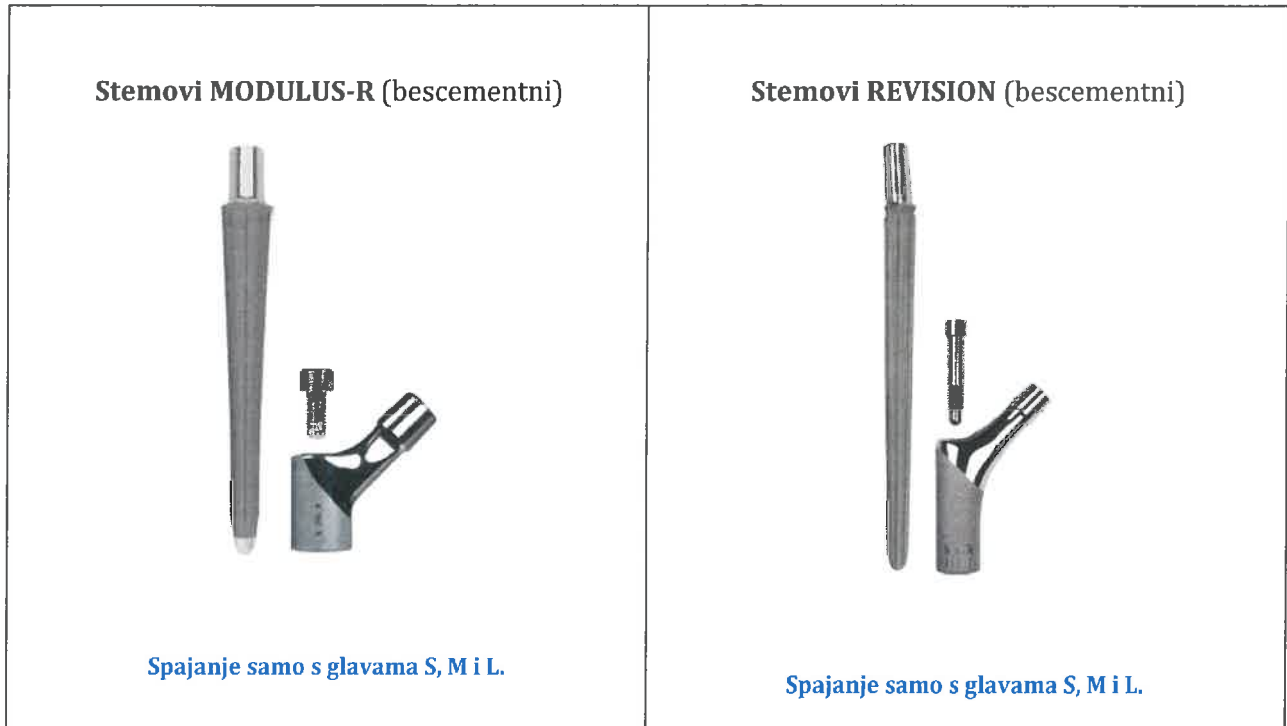 Stemovi MODULUS-R (bescementni)
Spajanje samo s glavama S, M i L.
Stemovi REVISION (bescementni)
Spajanje samo s glavama S, M i L.